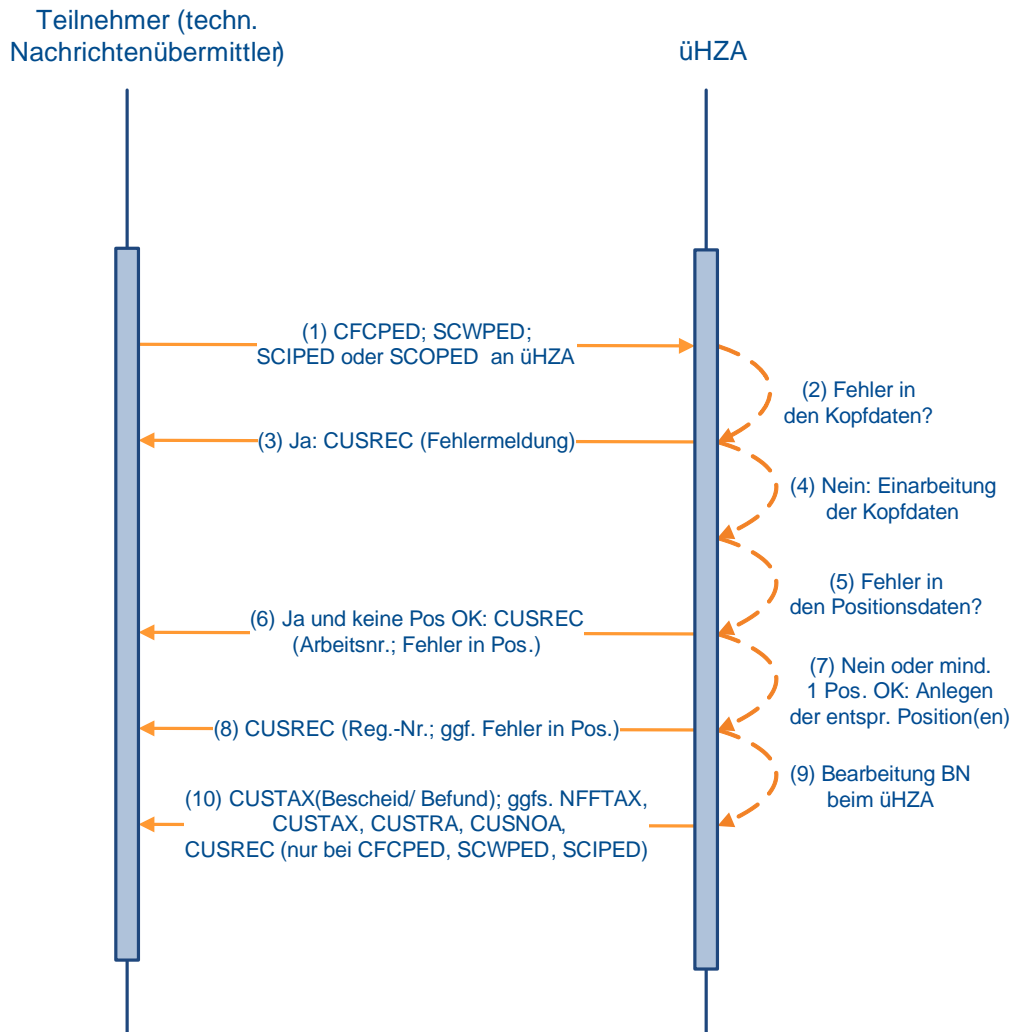 Teilnehmer (techn.
Nachrichtenübermittler)
üHZA
(1) CFCPED; SCWPED;
SCIPED oder SCOPED an üHZA
(2) Fehler in
den Kopfdaten?
(3) Ja: CUSREC (Fehlermeldung)
(4) Nein: Einarbeitung
der Kopfdaten
(5) Fehler in
den Positionsdaten?
(6) Ja und keine Pos OK: CUSREC
(Arbeitsnr.; Fehler in Pos.)
(7) Nein oder mind.
1 Pos. OK: Anlegen
der entspr. Position(en)
(8) CUSREC (Reg.-Nr.; ggf. Fehler in Pos.)
(9) Bearbeitung BN
beim üHZA
(10) CUSTAX(Bescheid/ Befund); ggfs. NFFTAX,
CUSTAX, CUSTRA, CUSNOA,
CUSREC (nur bei CFCPED, SCWPED, SCIPED)